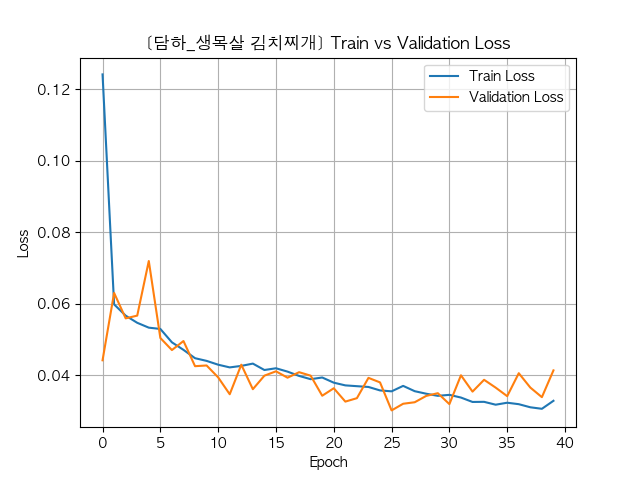 [담하_생목살 김치찌개] Train vs Validation Loss
Train Loss
Validation Loss
0.12
0.10
0.08
0.06
0.04
Loss
0 5 10 15 20 25 30 35 40
Epoch